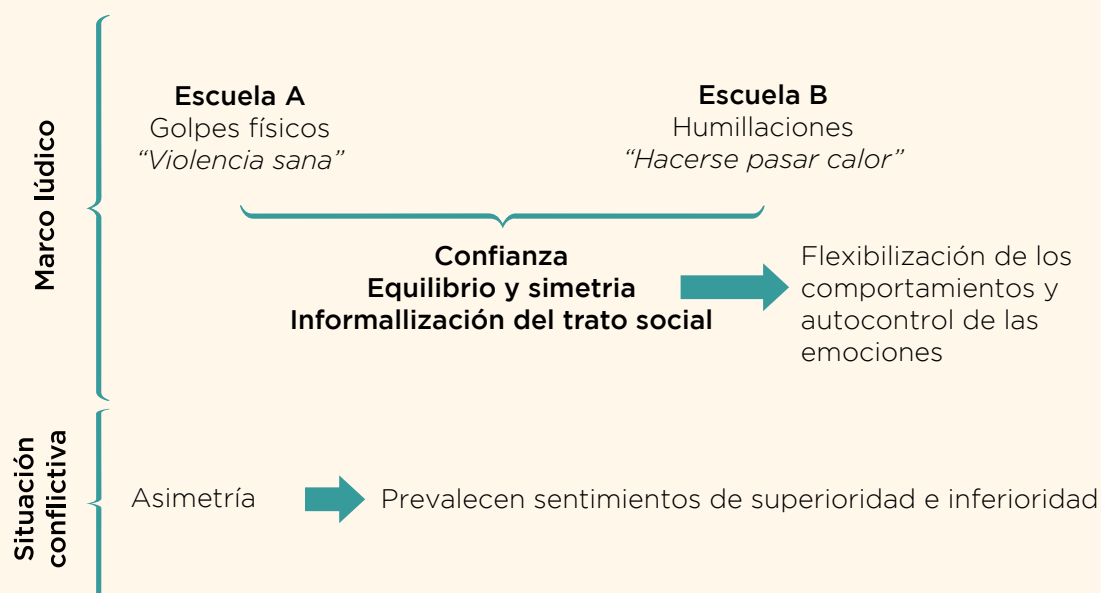 Marco lúdico
Escuela A
Golpes físicos
“Violencia sana”
Escuela B
Humillaciones
“Hacerse pasar calor”
Confianza
Equilibrio y simetria
Informallización del trato social
Flexibilización de los
comportamientos y
autocontrol de las
emociones
Situación
conflictiva
Asimetría
Prevalecen sentimientos de superioridad e inferioridad